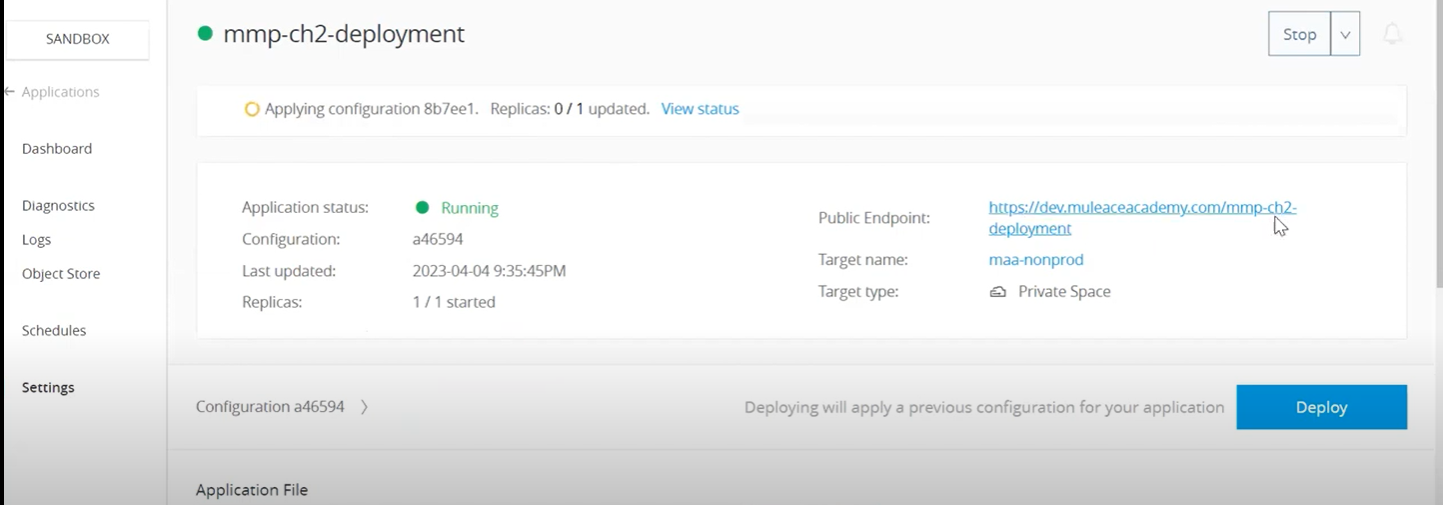 SANDBOX
mmp-ch2-deployment
Stop
Applications
Applying configuration 8b7ee1. Replicas: 0 / 1 updated. View status
Dashboard
Diagnostics
Logs
Object Store
Schedules
Settings
Application status: Running
Configuration: a46594
Last updated: 2023-04-04 9:35:45PM
Replicas: 1 / 1 started
Public Endpoint: https://dev.muleaceacademy.com/mmp-ch2-
deployment
Target name: maa-nonprod
Target type: Private Space
Configuration a46594
Deploying will apply a previous configuration for your application
Deploy
Application File